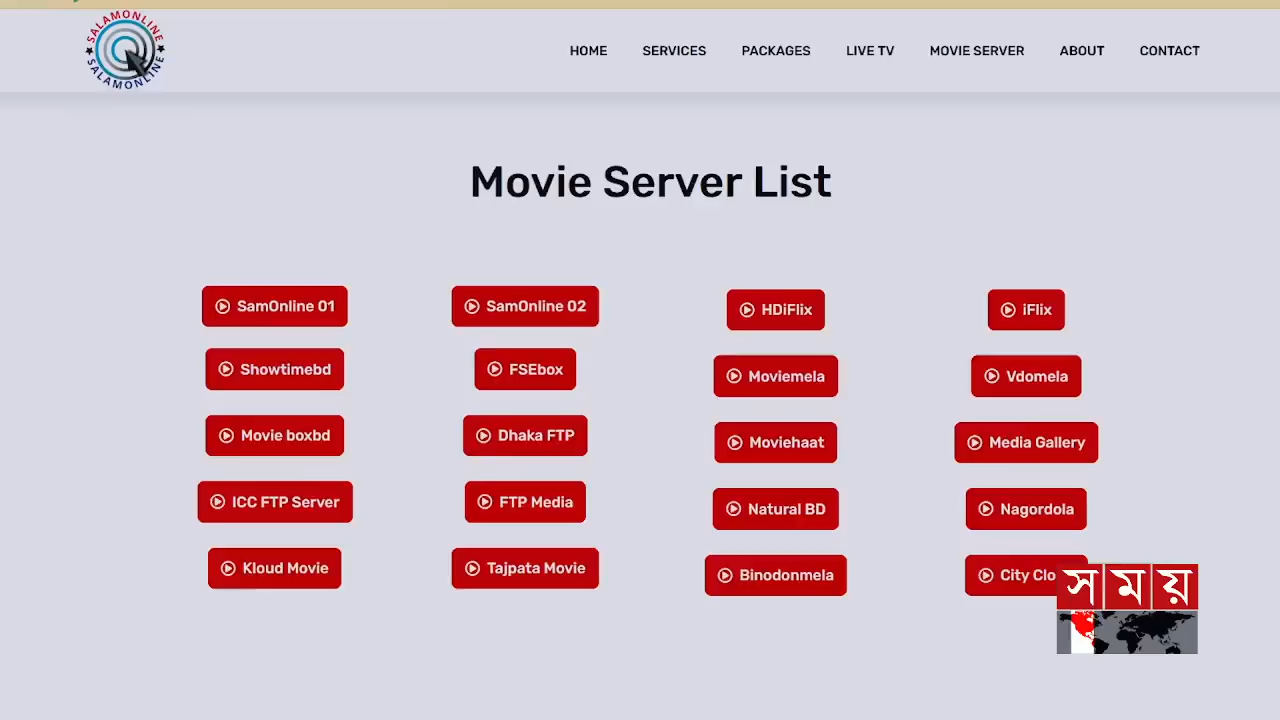 SALAMONLINE
SALAMONLINE
HOME SERVICES PACKAGES LIVE TV MOVIE SERVER ABOUT CONTACT
Movie Server List
SamOnline 01 SamOnline 02 HDiFlix iFlix
Showtimebd FSEbox Moviemela Vdomela
Movie boxbd Dhaka FTP Moviehaat Media Gallery
ICC FTP Server FTP Media Natural BD Nagordola
Kloud Movie Tajpata Movie Binodonmela City Clo
সময়